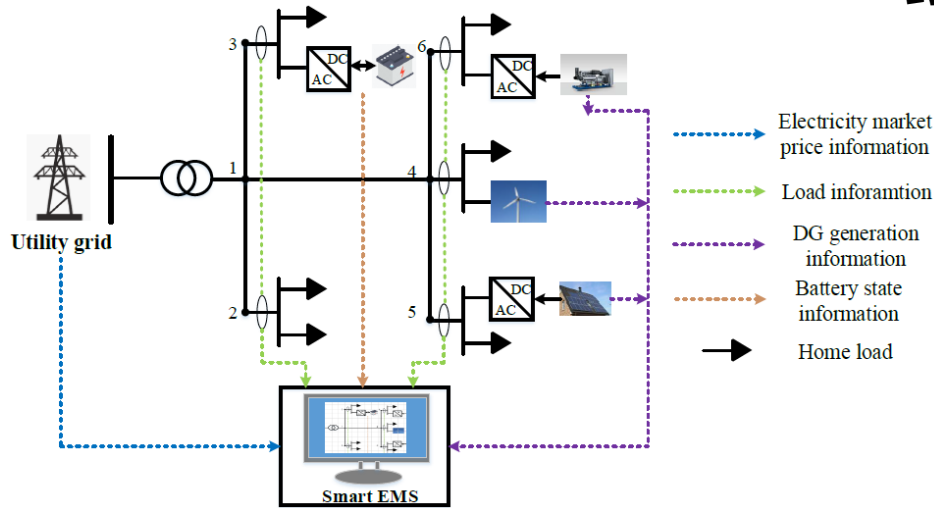 3
DC
AC
6
DC
AC
1
4
Utility grid
2
5
DC
AC
Smart EMS
Electricity market
price information
Load inforamtion
DG generation
information
Battery state
information
Home load